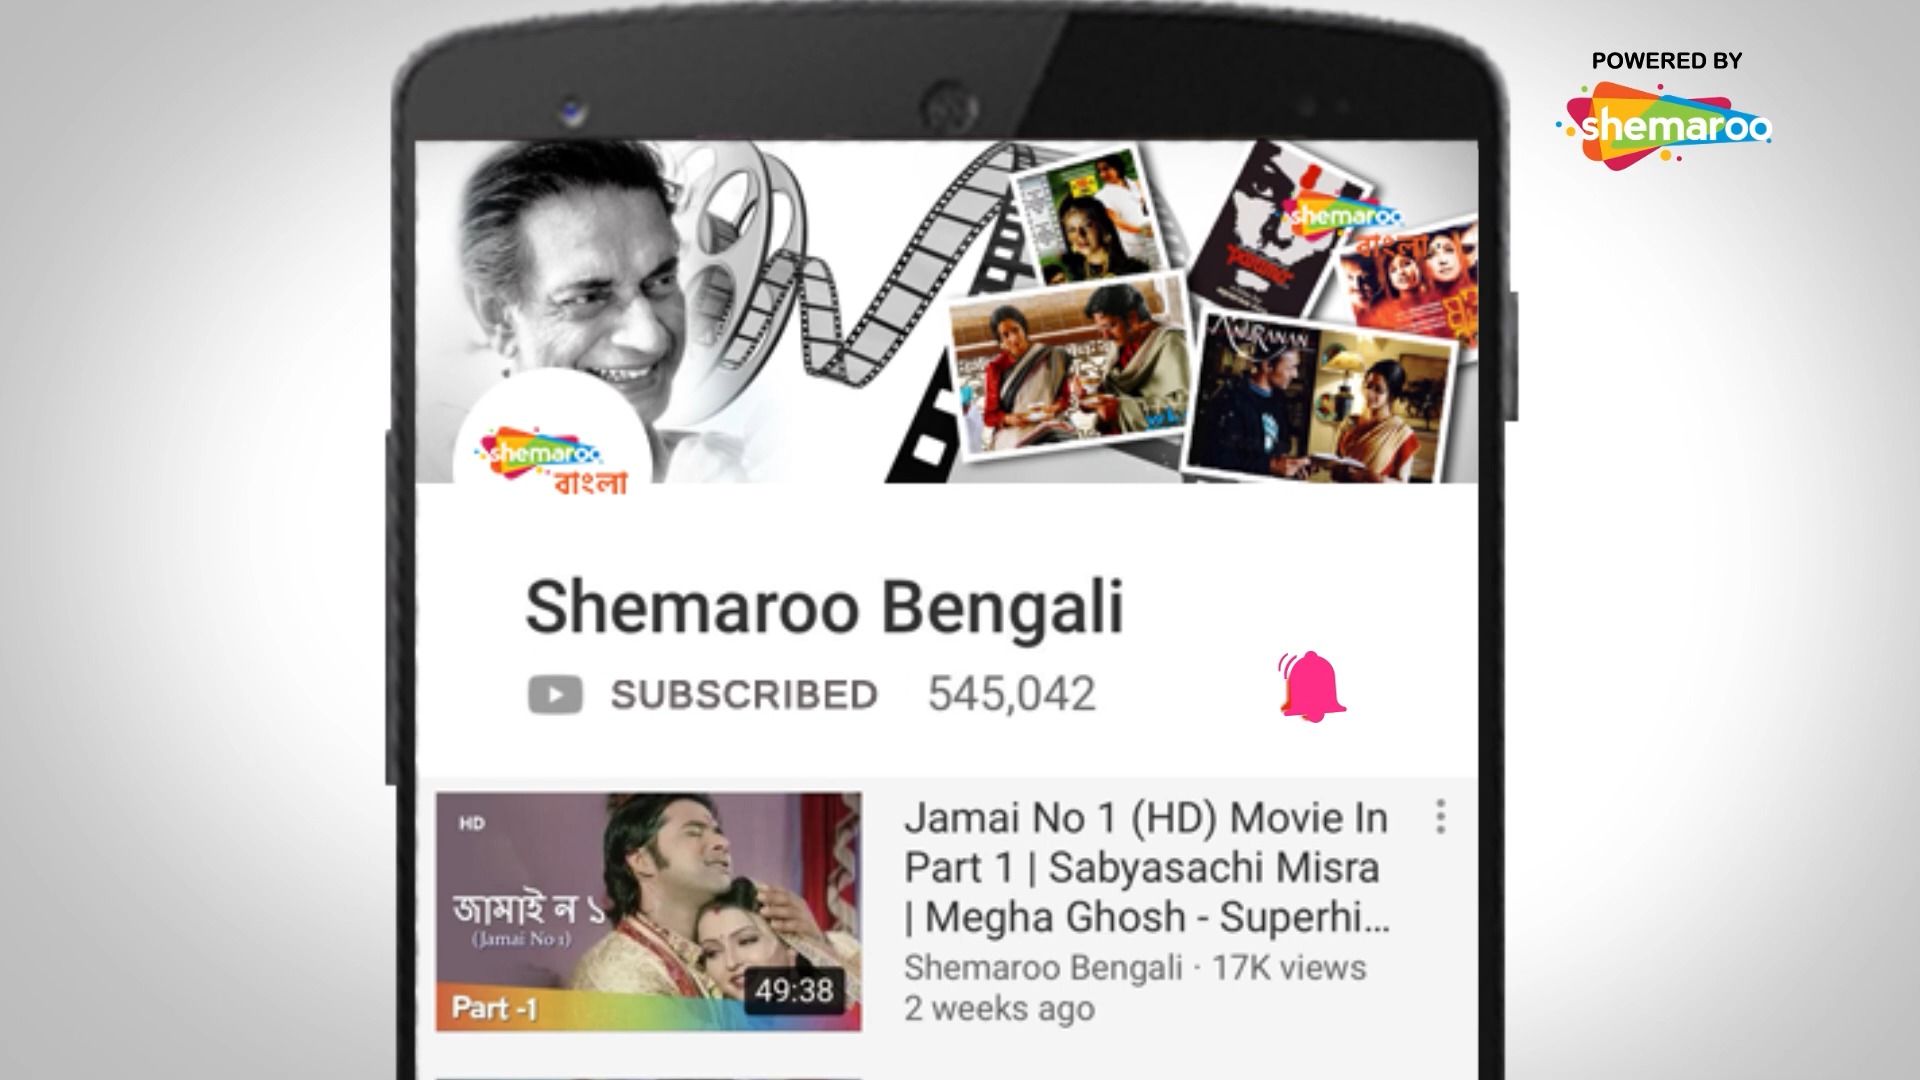 POWERED BY
shemaroo
shemaroo
বাংলা
ANURANAN
shemaroo
বাংলা
Shemaroo Bengali
SUBSCRIBED 545,042
HD
জামাই ন ১
(Jamai No 1)
Part -1
49:38
Jamai No 1 (HD) Movie In
Part 1 | Sabyasachi Misra
| Megha Ghosh - Superhi...
Shemaroo Bengali · 17K views
2 weeks ago